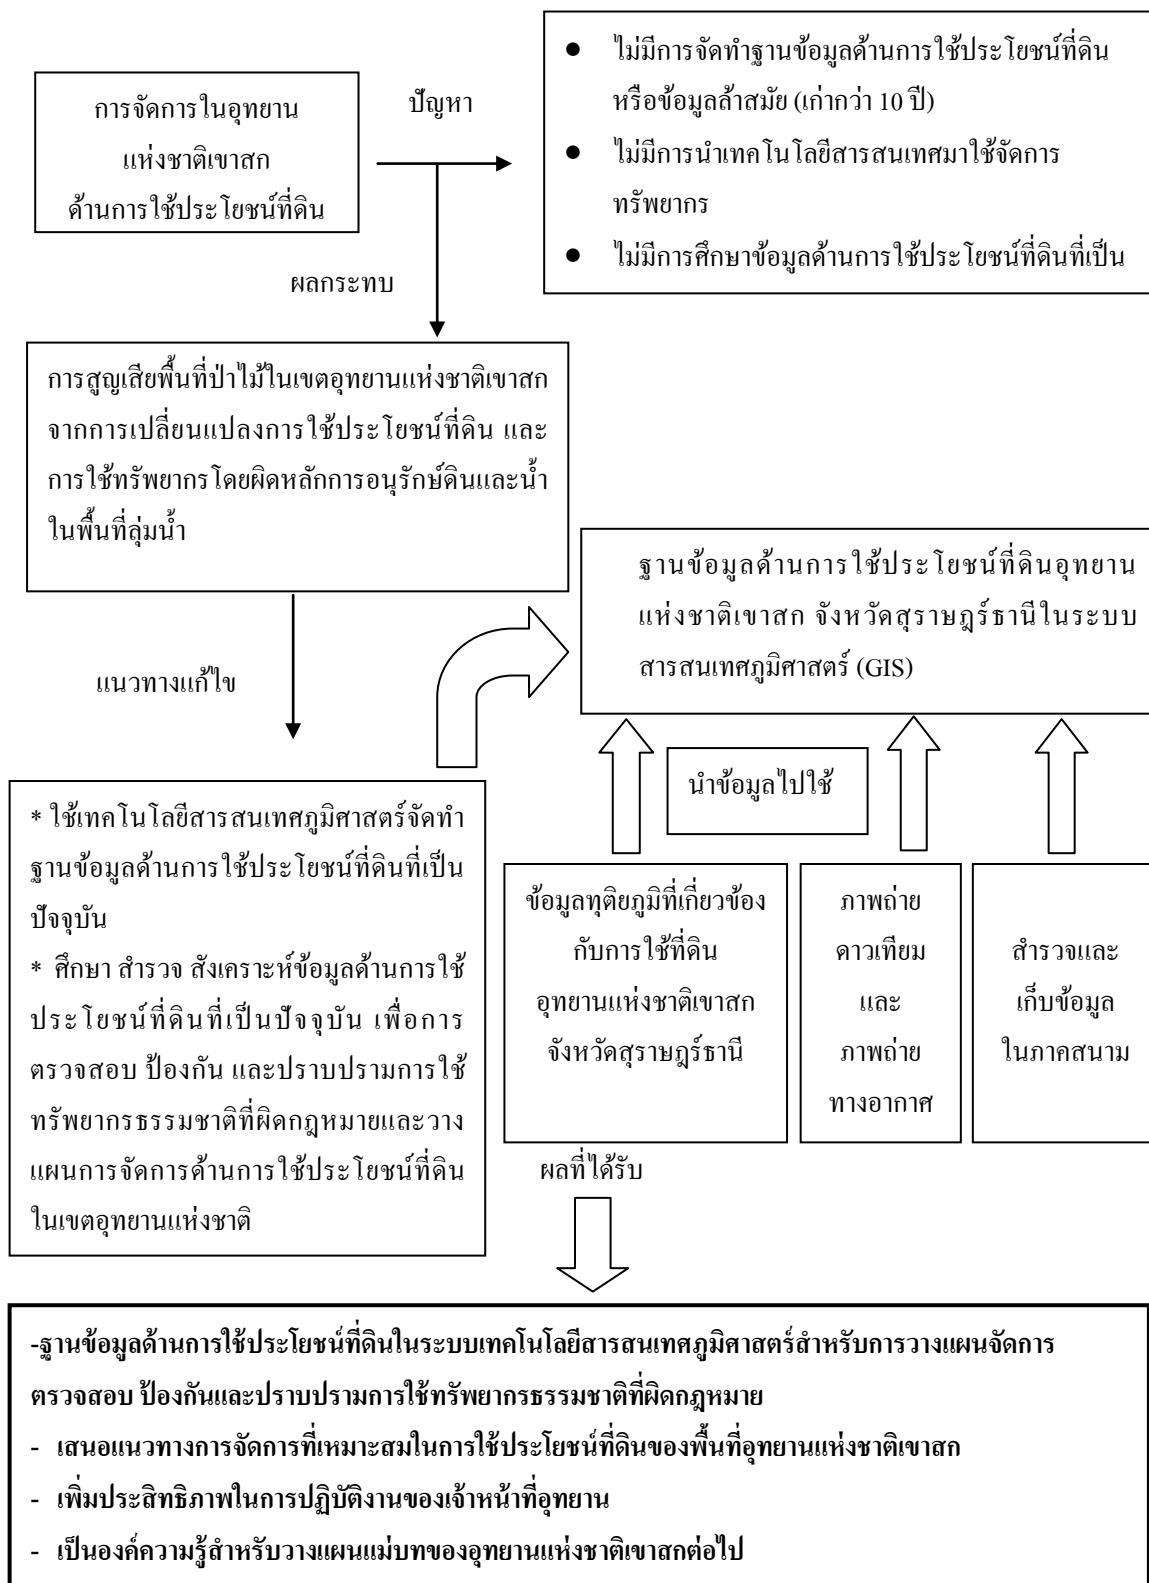 การจัดการในอุทยาน
แห่งชาติเขาสก
ด้านการใช้ประโยชน์ที่ดิน
ปัญหา
● ไม่มีการจัดทำฐานข้อมูลด้านการใช้ประโยชน์ที่ดิน
หรือข้อมูลล้าสมัย (เก่ากว่า 10 ปี)
● ไม่มีการนำเทคโนโลยีสารสนเทศมาใช้จัดการ
ทรัพยากร
● ไม่มีการศึกษาข้อมูลด้านการใช้ประโยชน์ที่ดินที่เป็น
ผลกระทบ
การสูญเสียพื้นที่ป่าไม้ในเขตอุทยานแห่งชาติเขาสก
จากการเปลี่ยนแปลงการใช้ประโยชน์ที่ดิน และ
การใช้ทรัพยากรโดยผิดหลักการอนุรักษ์ดินและน้ำ
ในพื้นที่ลุ่มน้ำ
แนวทางแก้ไข
ฐานข้อมูลด้านการใช้ประโยชน์ที่ดินอุทยาน
แห่งชาติเขาสก จังหวัดสุราษฎร์ธานีในระบบ
สารสนเทศภูมิศาสตร์ (GIS)
นำข้อมูลไปใช้
* ใช้เทคโนโลยีสารสนเทศภูมิศาสตร์จัดทำ
ฐานข้อมูลด้านการใช้ประโยชน์ที่ดินที่เป็น
ปัจจุบัน
* ศึกษา สำรวจ สังเคราะห์ข้อมูลด้านการใช้
ประโยชน์ที่ดินที่เป็นปัจจุบัน เพื่อการ
ตรวจสอบ ป้องกัน และปราบปรามการใช้
ทรัพยากรธรรมชาติที่ผิดกฎหมายและวาง
แผนการจัดการด้านการใช้ประโยชน์ที่ดิน
ในเขตอุทยานแห่งชาติ
ข้อมูลทุติยภูมิที่เกี่ยวข้อง
กับการใช้ที่ดิน
อุทยานแห่งชาติเขาสก
จังหวัดสุราษฎร์ธานี
ภาพถ่าย
ดาวเทียม
และ
ภาพถ่าย
ทางอากาศ
สำรวจและ
เก็บข้อมูล
ในภาคสนาม
ผลที่ได้รับ
-ฐานข้อมูลด้านการใช้ประโยชน์ที่ดินในระบบเทคโนโลยีสารสนเทศภูมิศาสตร์สำหรับการวางแผนจัดการ
ตรวจสอบ ป้องกันและปราบปรามการใช้ทรัพยากรธรรมชาติที่ผิดกฎหมาย
- เสนอแนวทางการจัดการที่เหมาะสมในการใช้ประโยชน์ที่ดินของพื้นที่อุทยานแห่งชาติเขาสก
- เพิ่มประสิทธิภาพในการปฏิบัติงานของเจ้าหน้าที่อุทยาน
- เป็นองค์ความรู้สำหรับวางแผนแม่บทของอุทยานแห่งชาติเขาสกต่อไป